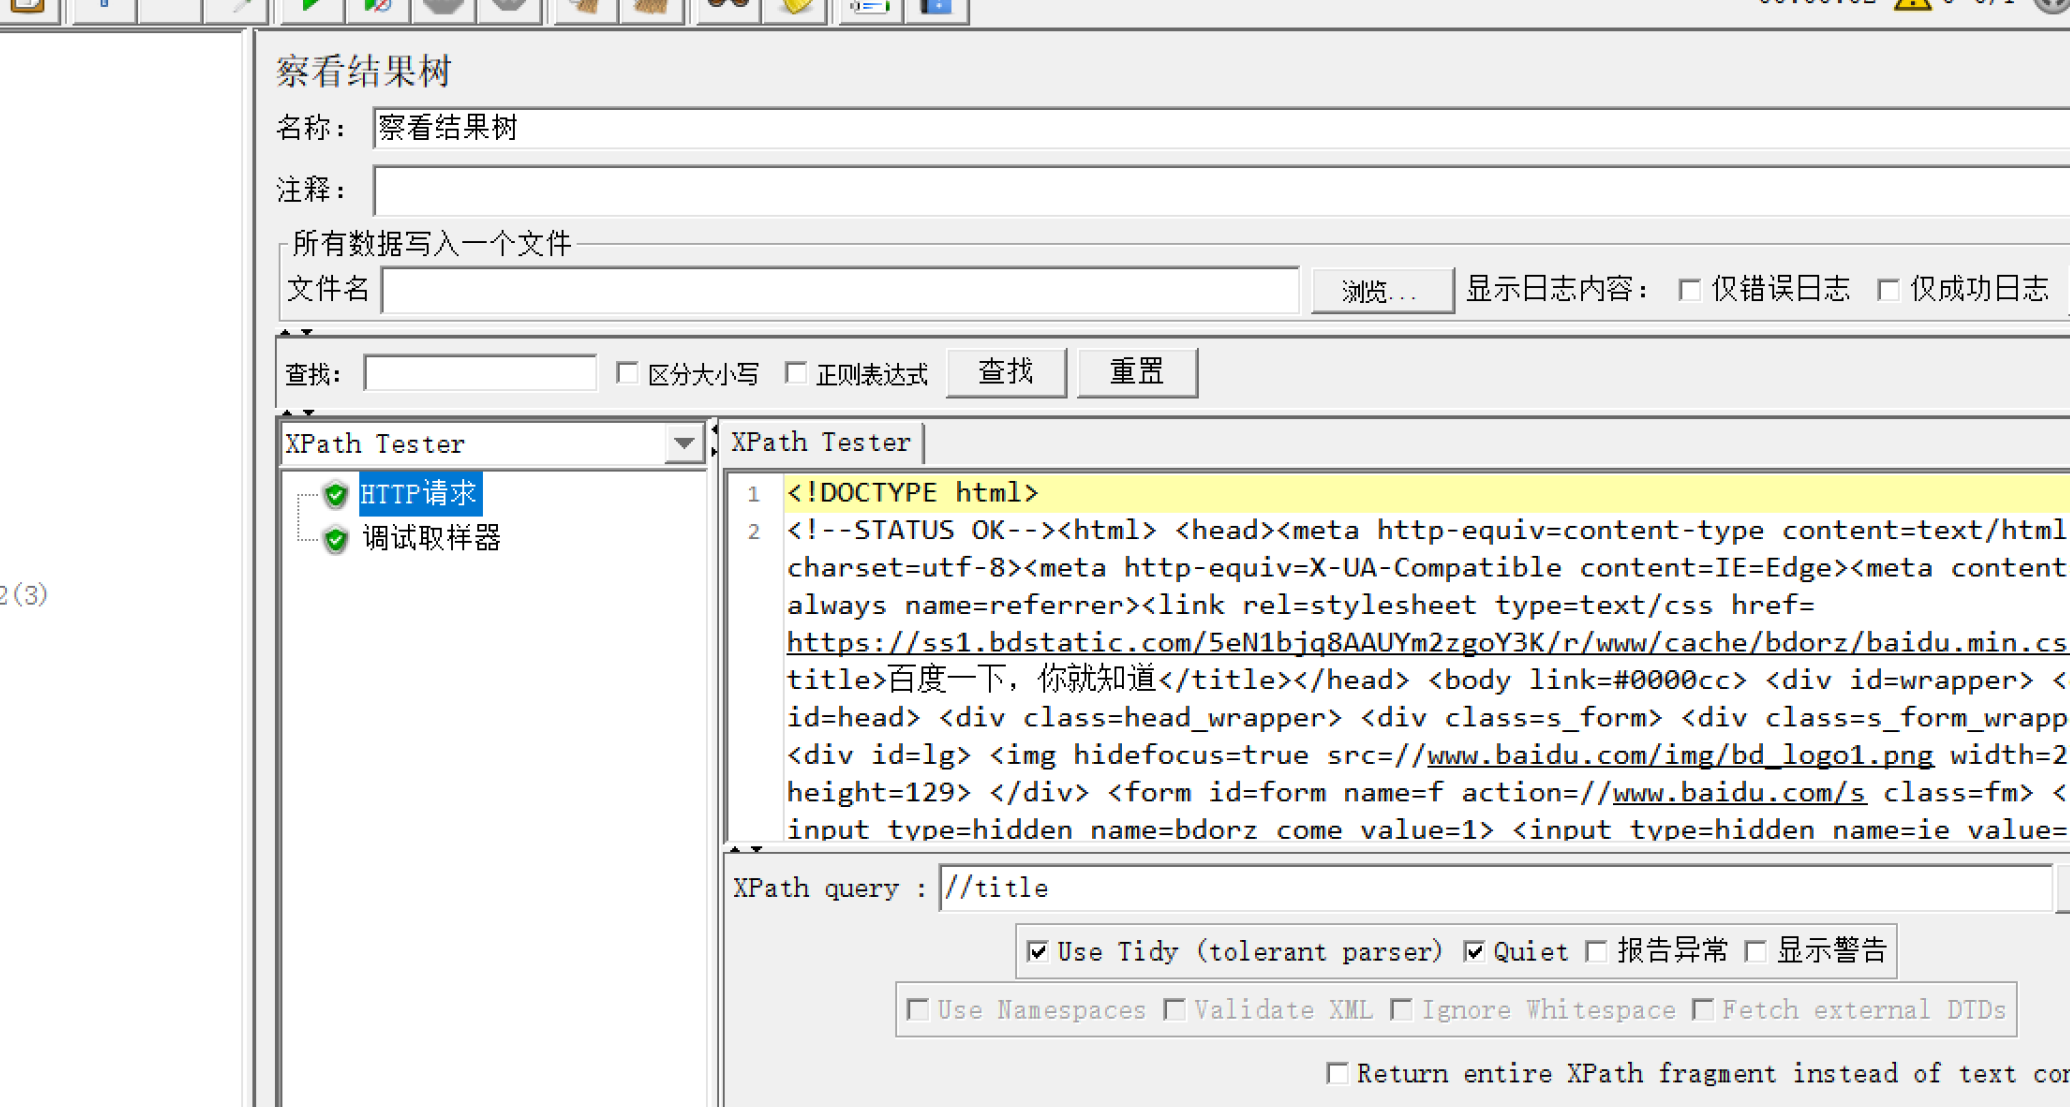 察看结果树
名称： 察看结果树
注释：
所有数据写入一个文件
文件名 浏览... 显示日志内容： 仅错误日志 仅成功日志
查找： 区分大小写 正则表达式 查找 重置
XPath Tester
HTTP请求
调试取样器
2(3)
XPath Tester
1 <!DOCTYPE html>
2 <!--STATUS OK--><html> <head><meta http-equiv=content-type content=text/html
charset=utf-8><meta http-equiv=X-UA-Compatible content=IE=Edge><meta content
always name=referrer><link rel=stylesheet type=text/css href=
https://ss1.bdstatic.com/5eN1bjq8AAUYm2zgoY3K/r/www/cache/bdorz/baidu.min.cs
title>百度一下，你就知道</title></head> <body link=#0000cc> <div id=wrapper> <
id=head> <div class=head_wrapper> <div class=s_form> <div class=s_form_wrapp
<div id=lg> <img hidefocus=true src=//www.baidu.com/img/bd_logo1.png width=2
height=129> </div> <form id=form name=f action=//www.baidu.com/s class=fm> <
input type=hidden name=bdorz_come value=1> <input type=hidden name=ie value=
XPath query : //title
Use Tidy (tolerant parser) Quiet 报告异常 显示警告
Use Namespaces Validate XML Ignore Whitespace Fetch external DTDs
Return entire XPath fragment instead of text con